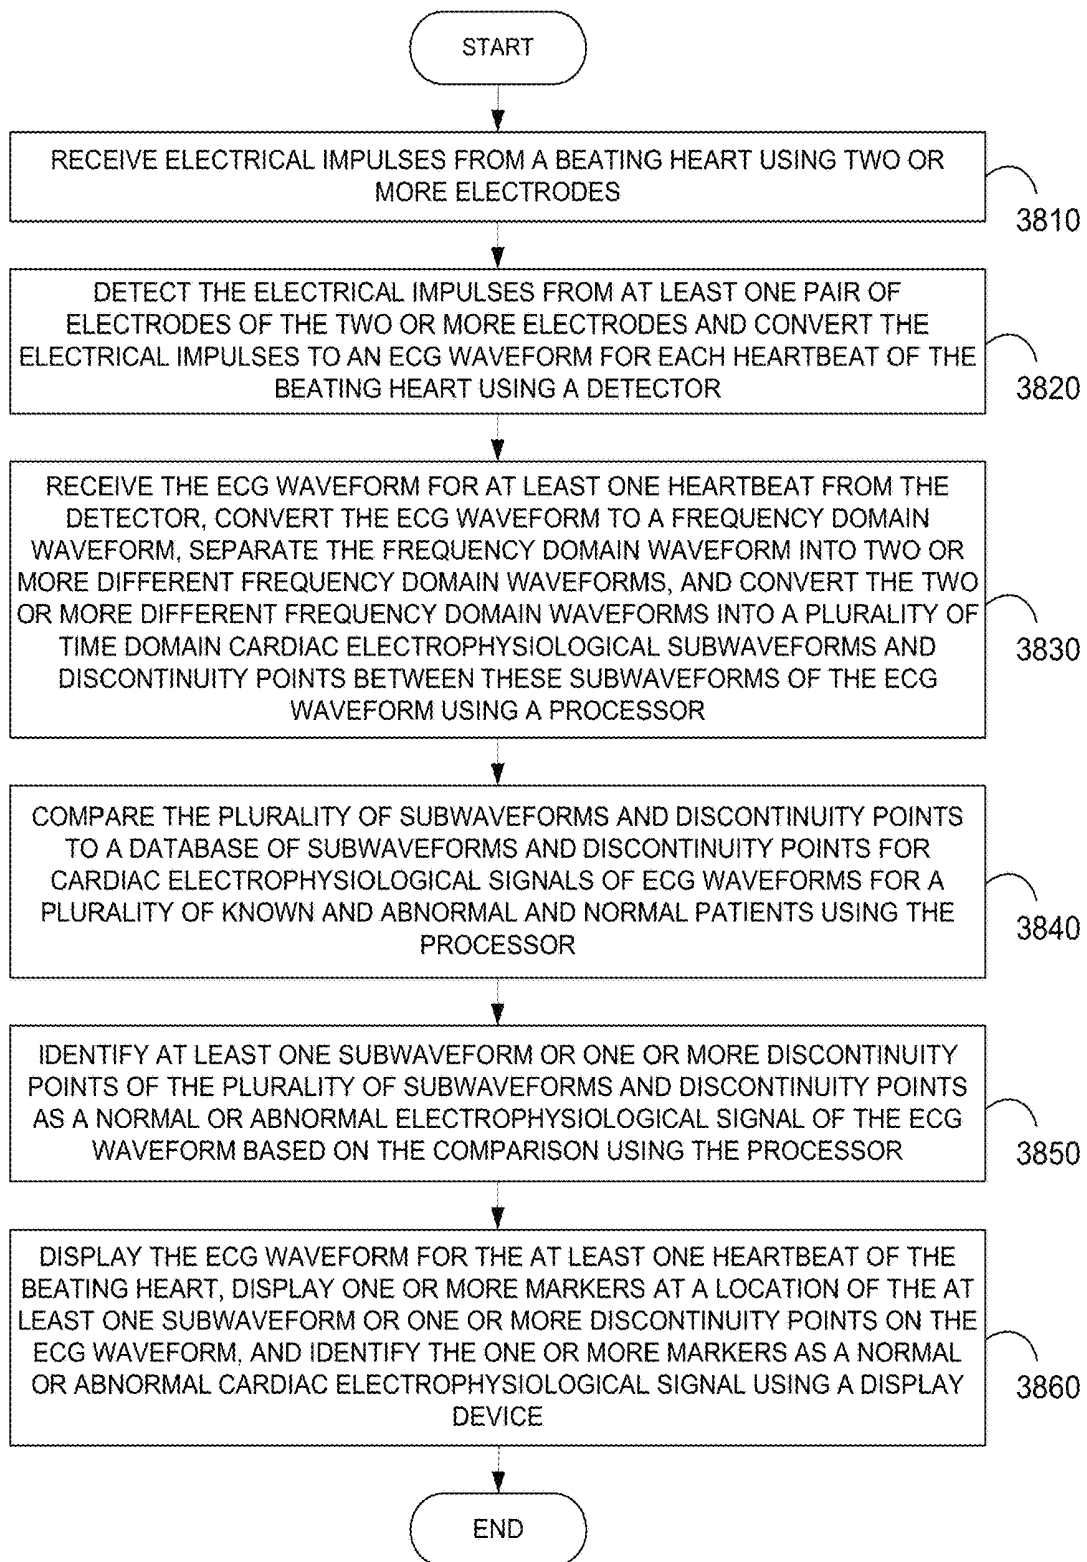 START
RECEIVE ELECTRICAL IMPULSES FROM A BEATING HEART USING TWO OR
MORE ELECTRODES
3810
DETECT THE ELECTRICAL IMPULSES FROM AT LEAST ONE PAIR OF
ELECTRODES OF THE TWO OR MORE ELECTRODES AND CONVERT THE
ELECTRICAL IMPULSES TO AN ECG WAVEFORM FOR EACH HEARTBEAT OF THE
BEATING HEART USING A DETECTOR
3820
RECEIVE THE ECG WAVEFORM FOR AT LEAST ONE HEARTBEAT FROM THE
DETECTOR, CONVERT THE ECG WAVEFORM TO A FREQUENCY DOMAIN
WAVEFORM, SEPARATE THE FREQUENCY DOMAIN WAVEFORM INTO TWO OR
MORE DIFFERENT FREQUENCY DOMAIN WAVEFORMS, AND CONVERT THE TWO
OR MORE DIFFERENT FREQUENCY DOMAIN WAVEFORMS INTO A PLURALITY OF
TIME DOMAIN CARDIAC ELECTROPHYSIOLOGICAL SUBWAVEFORMS AND
DISCONTINUITY POINTS BETWEEN THESE SUBWAVEFORMS OF THE ECG
WAVEFORM USING A PROCESSOR
3830
COMPARE THE PLURALITY OF SUBWAVEFORMS AND DISCONTINUITY POINTS
TO A DATABASE OF SUBWAVEFORMS AND DISCONTINUITY POINTS FOR
CARDIAC ELECTROPHYSIOLOGICAL SIGNALS OF ECG WAVEFORMS FOR A
PLURALITY OF KNOWN AND ABNORMAL AND NORMAL PATIENTS USING THE
PROCESSOR
3840
IDENTIFY AT LEAST ONE SUBWAVEFORM OR ONE OR MORE DISCONTINUITY
POINTS OF THE PLURALITY OF SUBWAVEFORMS AND DISCONTINUITY POINTS
AS A NORMAL OR ABNORMAL ELECTROPHYSIOLOGICAL SIGNAL OF THE ECG
WAVEFORM BASED ON THE COMPARISON USING THE PROCESSOR
3850
DISPLAY THE ECG WAVEFORM FOR THE AT LEAST ONE HEARTBEAT OF THE
BEATING HEART, DISPLAY ONE OR MORE MARKERS AT A LOCATION OF THE AT
LEAST ONE SUBWAVEFORM OR ONE OR MORE DISCONTINUITY POINTS ON THE
ECG WAVEFORM, AND IDENTIFY THE ONE OR MORE MARKERS AS A NORMAL
OR ABNORMAL CARDIAC ELECTROPHYSIOLOGICAL SIGNAL USING A DISPLAY
DEVICE
3860
END